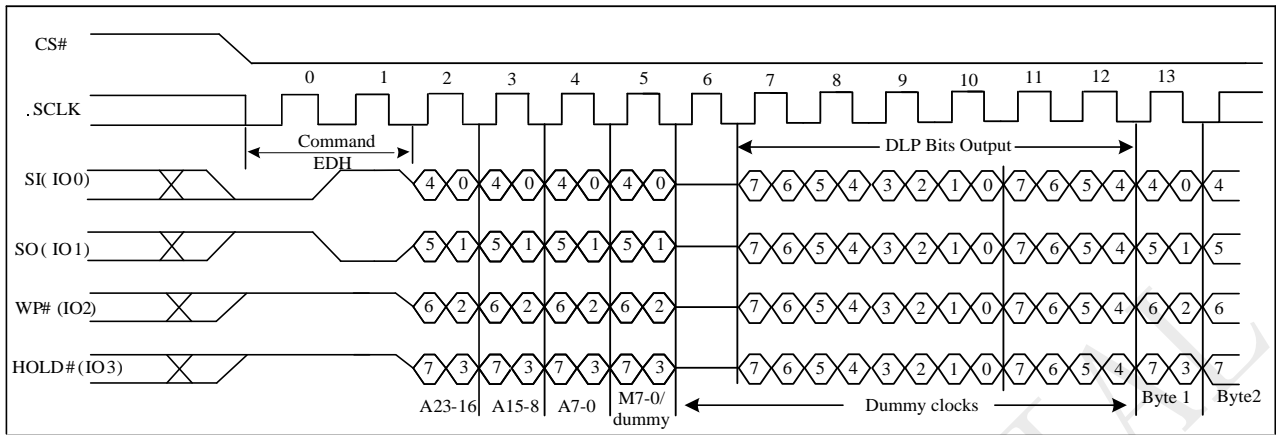 CS#
0 1 2 3 4 5 6 7 8 9 10 11 12 13
.SCLK
Command
EDH
DLP Bits Output
SI( IO0) 4 0 4 0 4 0 4 0 7 6 5 4 3 2 1 0 7 6 5 4 4 0 4
SO( IO1) 5 1 5 1 5 1 5 1 7 6 5 4 3 2 1 0 7 6 5 4 5 1 5
WP# (IO2) 6 2 6 2 6 2 6 2 7 6 5 4 3 2 1 0 7 6 5 4 6 2 6
HOLD# (IO3) 7 3 7 3 7 3 7 3 7 6 5 4 3 2 1 0 7 6 5 4 7 3 7
A23-16 A15-8 A7-0 M7-0/
dummy
Dummy clocks
Byte 1 Byte2